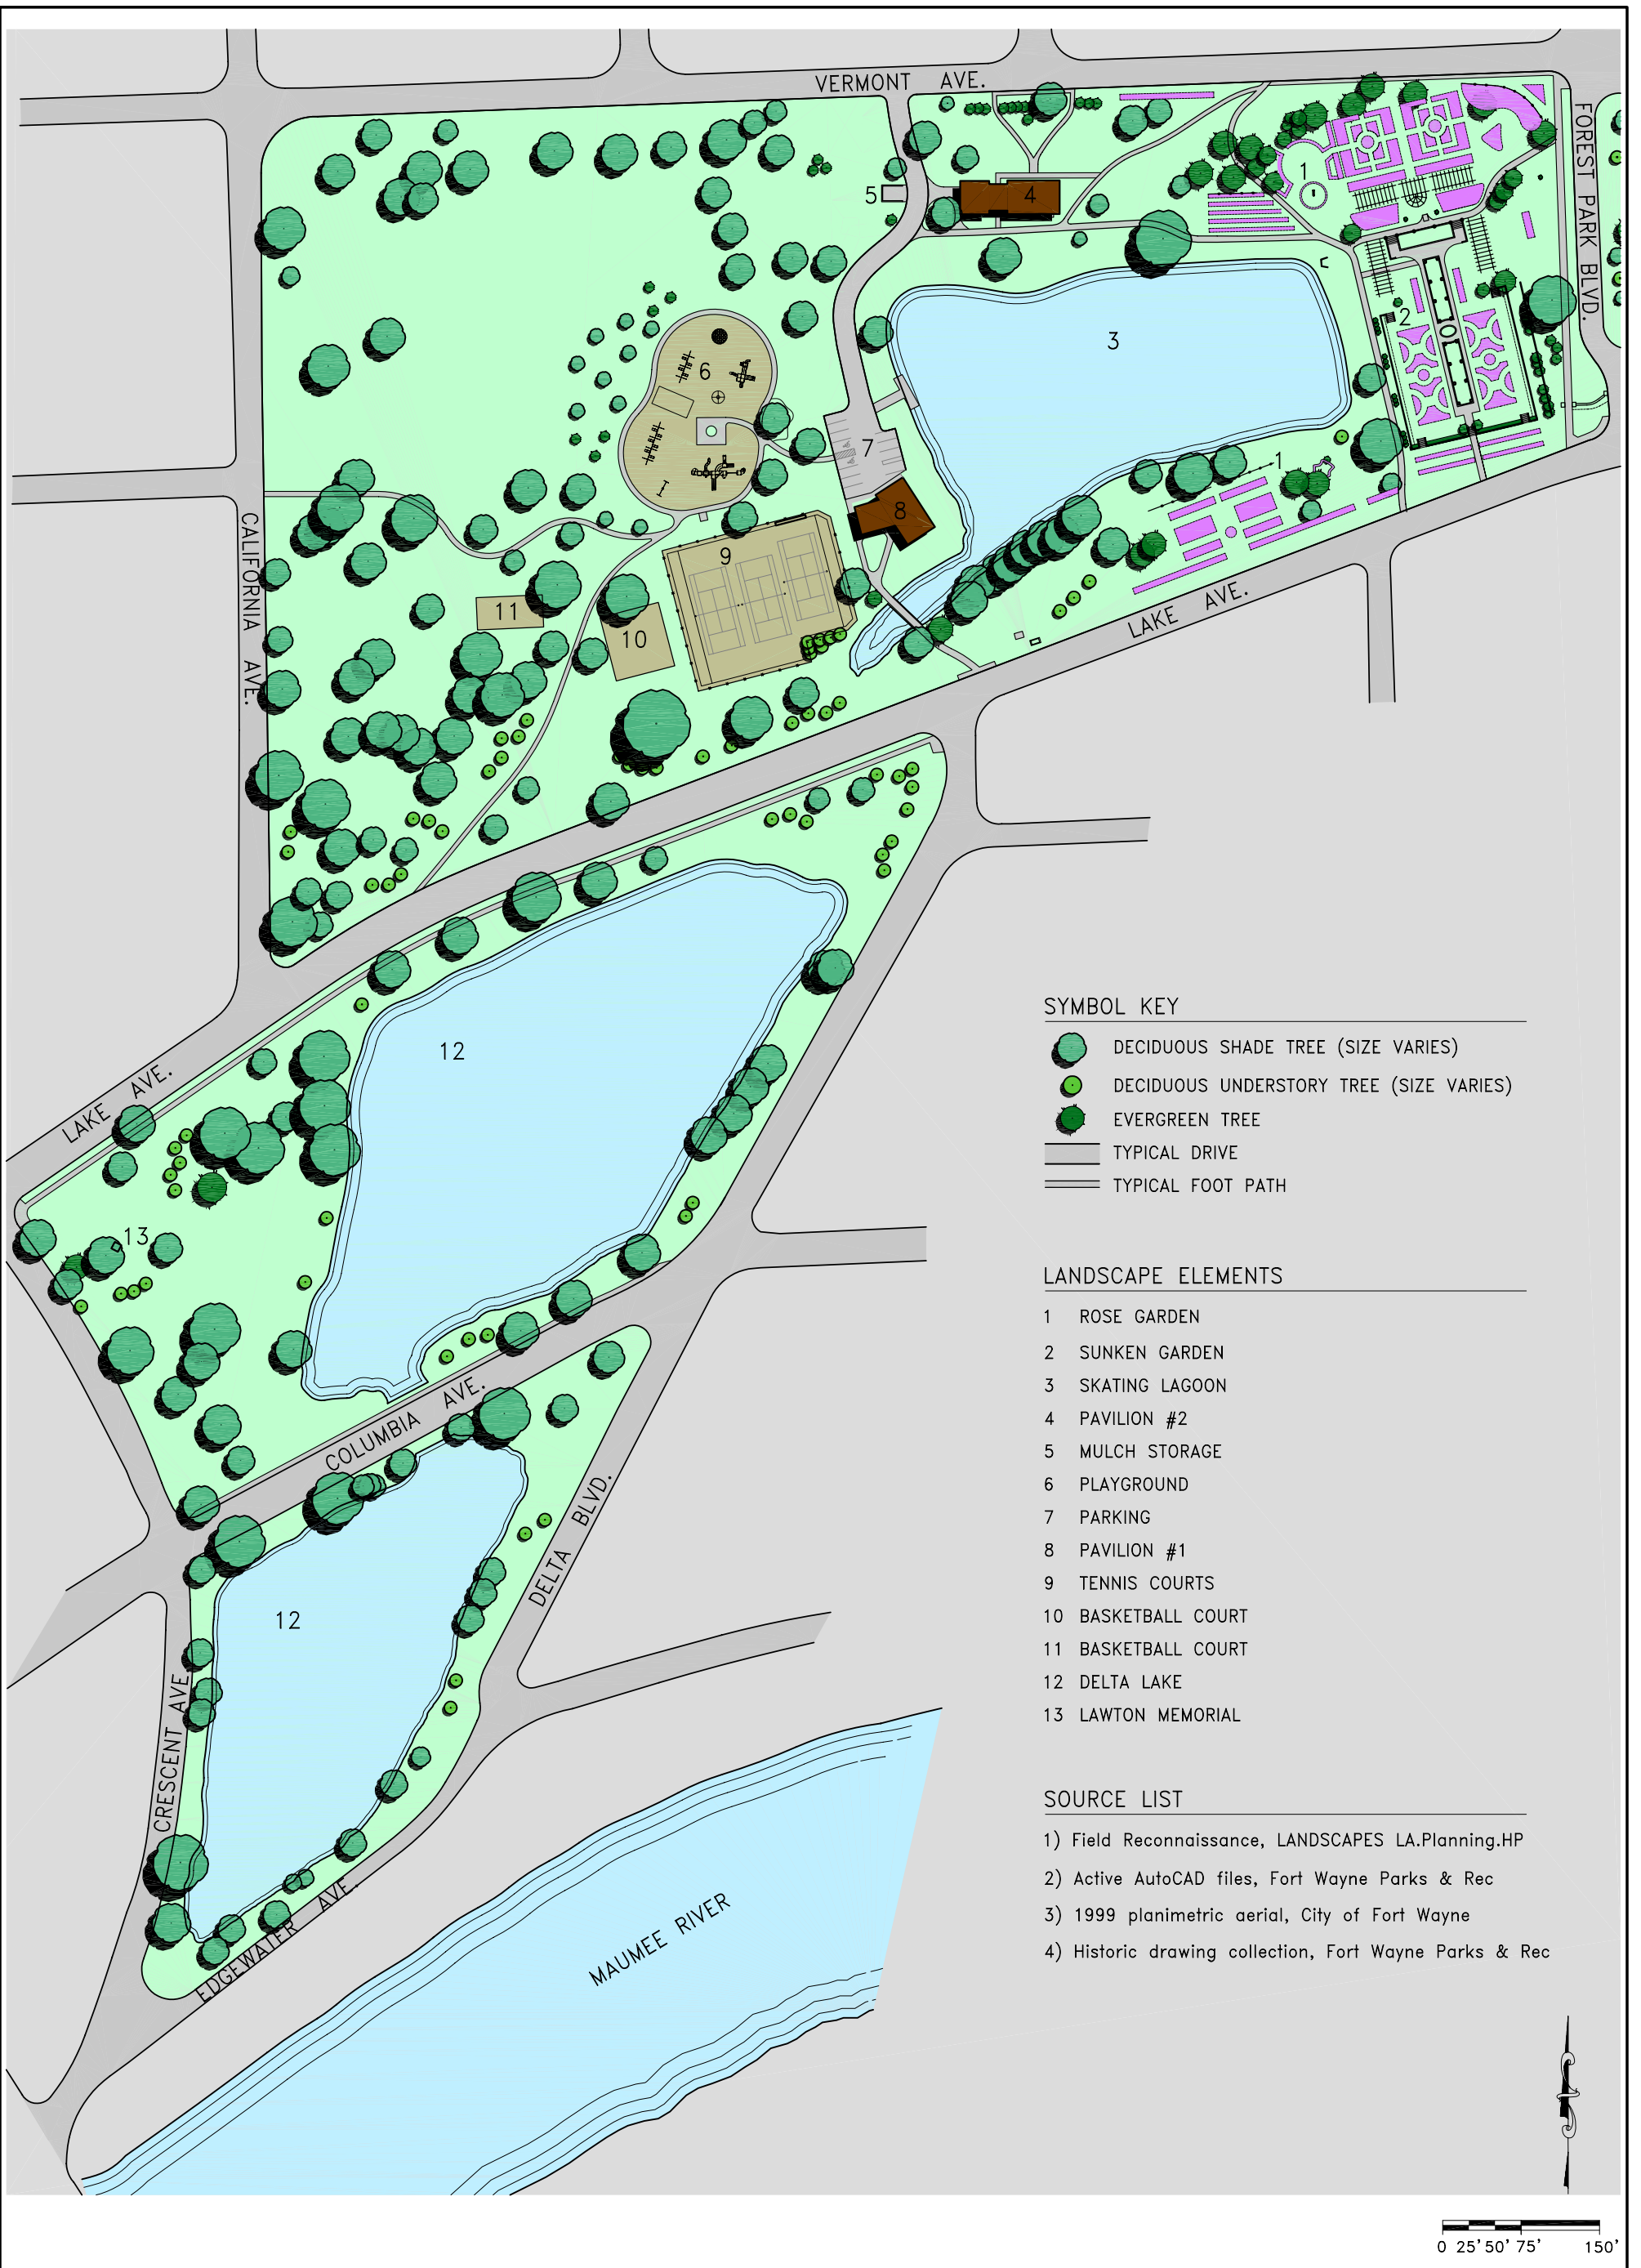 VERMONT AVE.
FOREST PARK BLVD.
5
4
1
2
3
6
7
1
8
9
CALIFORNIA AVE.
11
10
LAKE AVE.
12
LAKE AVE.
13
COLUMBIA AVE.
DELTA BLVD.
12
CRESCENT AVE.
EDGEWATER AVE.
MAUMEE RIVER
SYMBOL KEY
DECIDUOUS SHADE TREE (SIZE VARIES)
DECIDUOUS UNDERSTORY TREE (SIZE VARIES)
EVERGREEN TREE
TYPICAL DRIVE
TYPICAL FOOT PATH
LANDSCAPE ELEMENTS
1 ROSE GARDEN
2 SUNKEN GARDEN
3 SKATING LAGOON
4 PAVILION #2
5 MULCH STORAGE
6 PLAYGROUND
7 PARKING
8 PAVILION #1
9 TENNIS COURTS
10 BASKETBALL COURT
11 BASKETBALL COURT
12 DELTA LAKE
13 LAWTON MEMORIAL
SOURCE LIST
1) Field Reconnaissance, LANDSCAPES LA.Planning.HP
2) Active AutoCAD files, Fort Wayne Parks & Rec
3) 1999 planimetric aerial, City of Fort Wayne
4) Historic drawing collection, Fort Wayne Parks & Rec
0 25' 50' 75' 150'